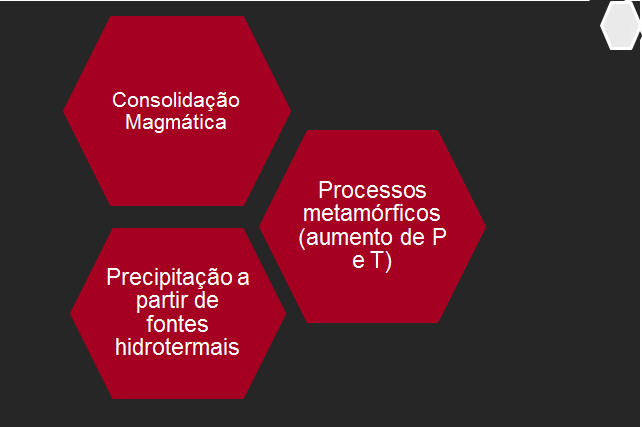 Consolidação
Magmática
Processos
metamórficos
(aumento de P
e T)
Precipitação a
partir de
fontes
hidrotermais